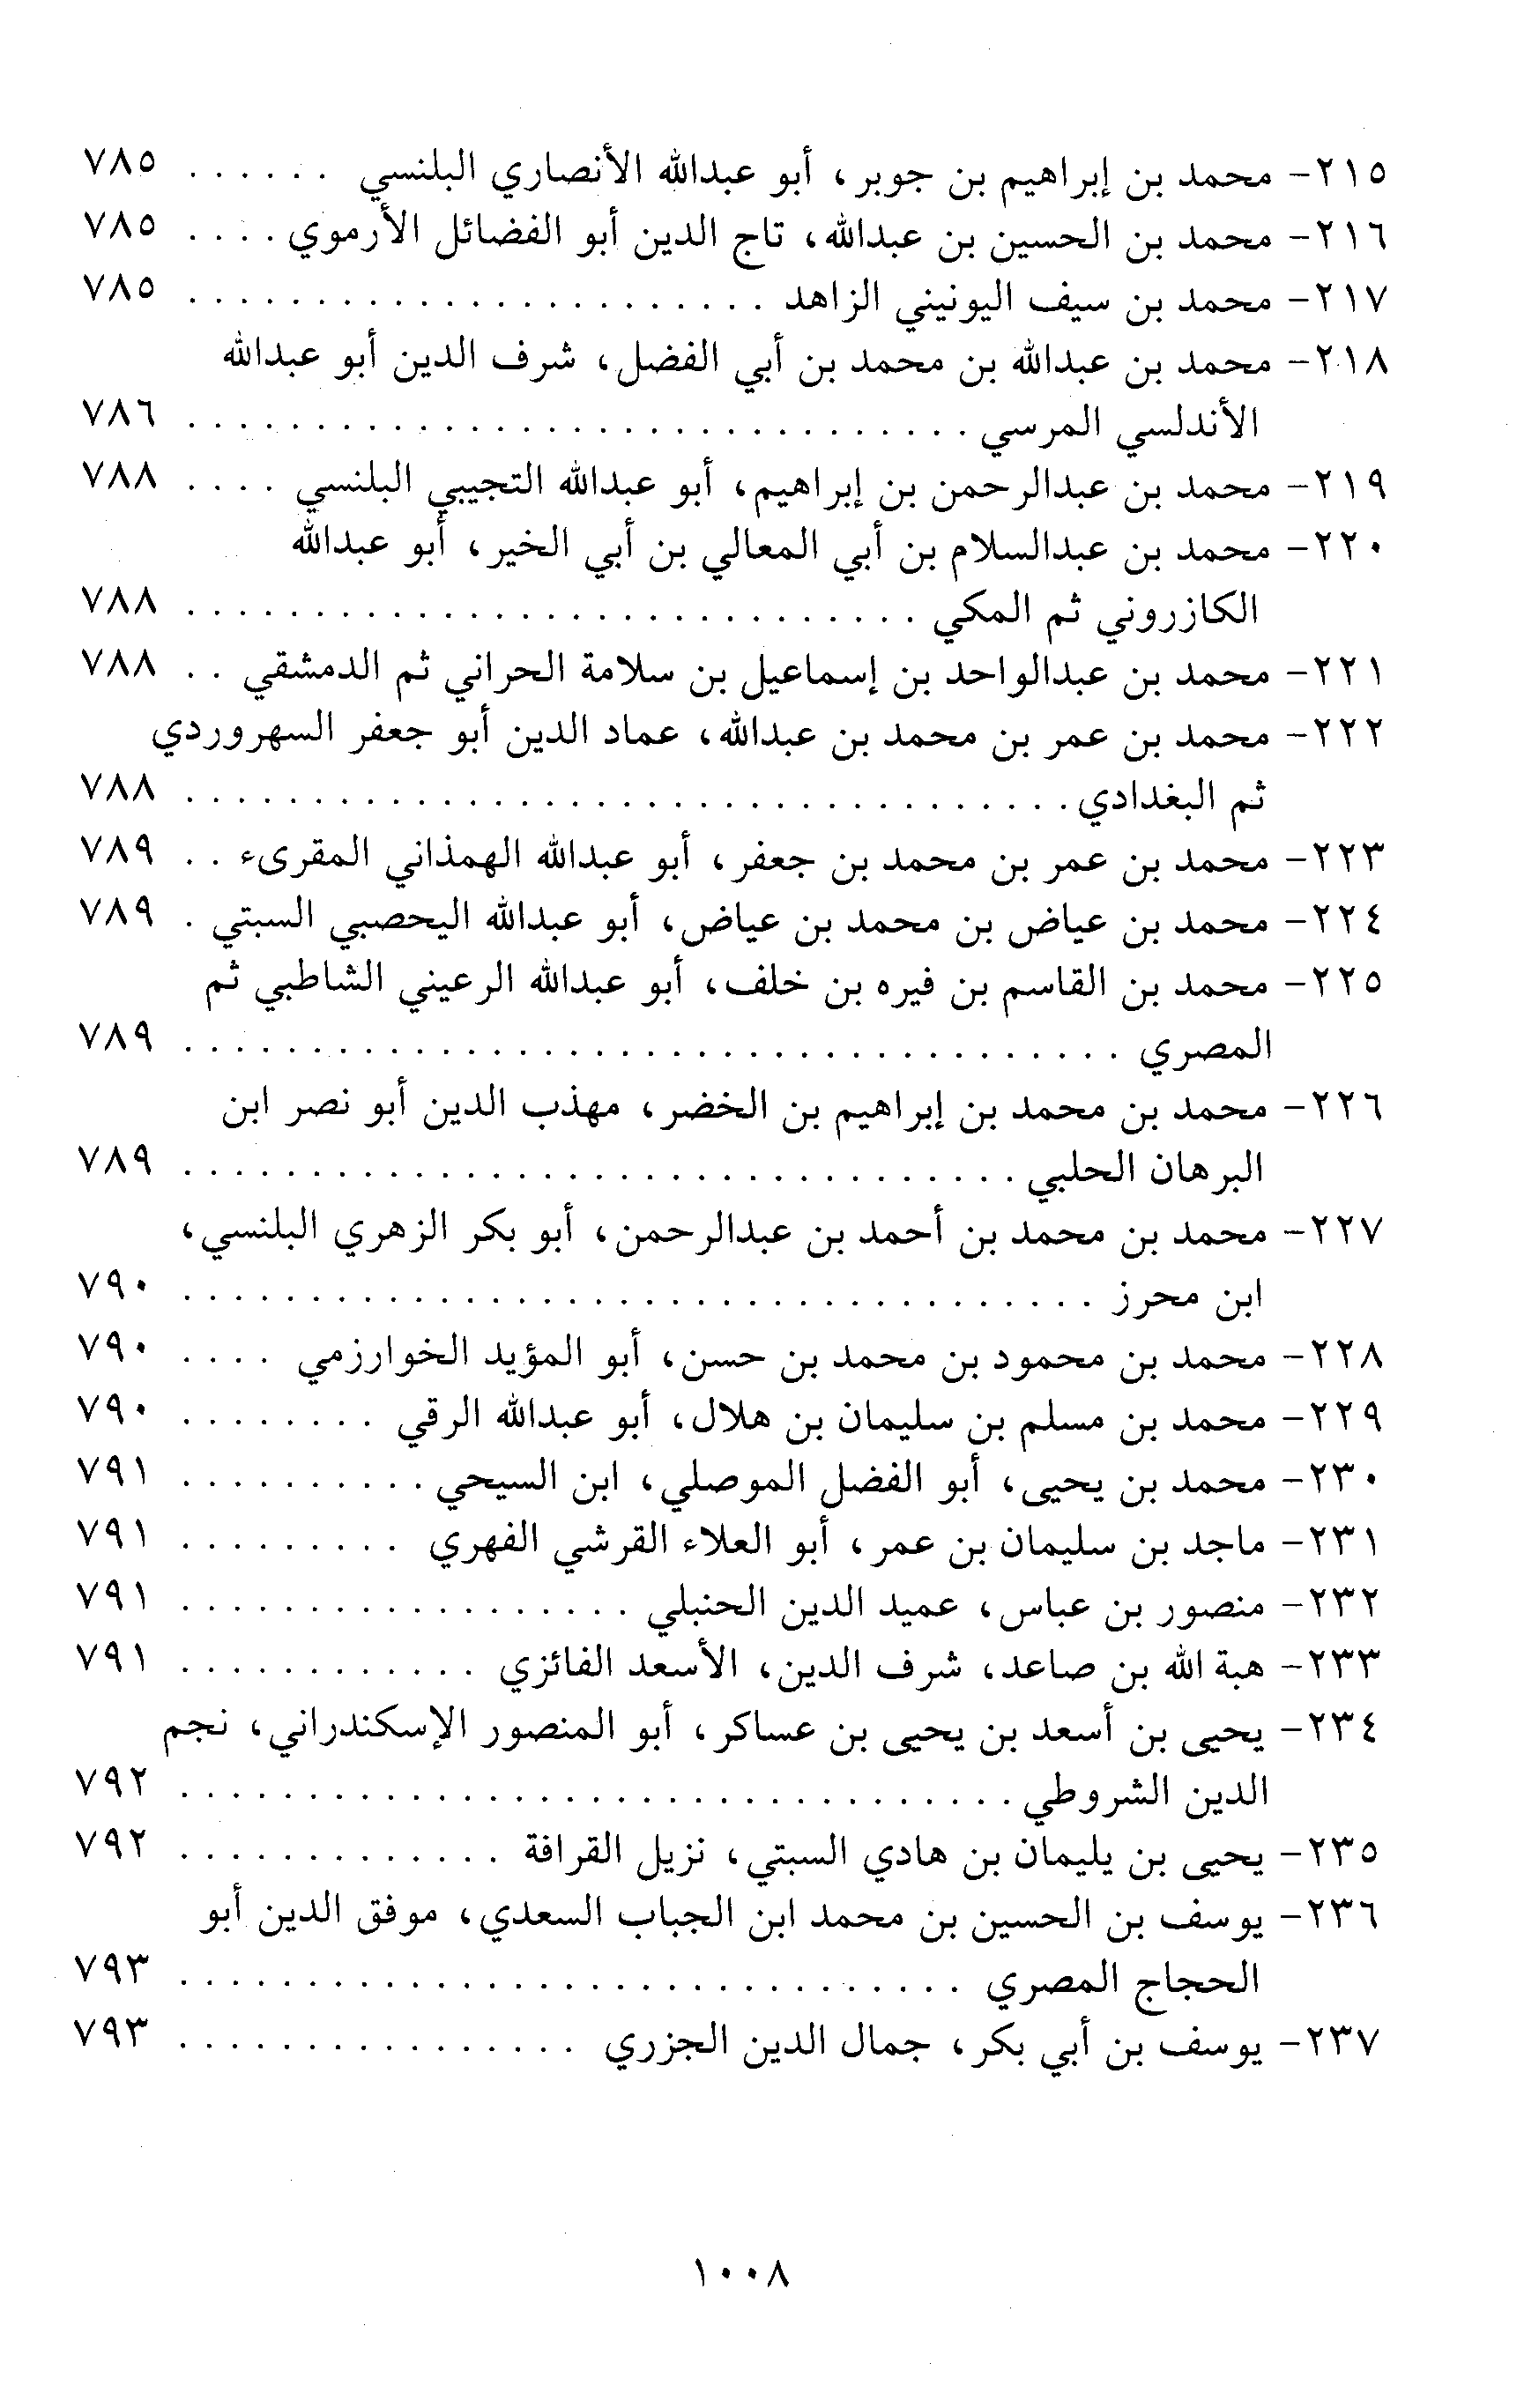 ٢١٥- محمد بن إبراهيم بن جوبر، أبو عبدالله الأنصاري البلنسي . . . . . . ٧٨٥
٢١٦- محمد بن الحسين بن عبدالله، تاج الدين أبو الفضائل الأرموي . . . . ٧٨٥
٢١٧- محمد بن سيف اليونيني الزاهد . . . . . . . . . . . . . . . . . . . . . . . ٧٨٥
٢١٨- محمد بن عبدالله بن محمد بن أبي الفضل، شرف الدين أبو عبدالله
الأندلسي المرسي . . . . . . . . . . . . . . . . . . . . . . . . . . . . . . . ٧٨٦
٢١٩- محمد بن عبدالرحمن بن إبراهيم، أبو عبدالله التجيبي البلنسي . . . . ٧٨٨
٢٢٠- محمد بن عبدالسلام بن أبي المعالي بن أبي الخير، أبو عبدالله
الكازروني ثم المكي . . . . . . . . . . . . . . . . . . . . . . . . . . . . . ٧٨٨
٢٢١- محمد بن عبدالواحد بن إسماعيل بن سلامة الحراني ثم الدمشقي . . ٧٨٨
٢٢٢- محمد بن عمر بن محمد بن عبدالله، عماد الدين أبو جعفر السهروردي
ثم البغدادي . . . . . . . . . . . . . . . . . . . . . . . . . . . . . . . . . . . ٧٨٨
٢٢٣- محمد بن عمر بن محمد بن جعفر، أبو عبدالله الهمذاني المقرىء . . ٧٨٩
٢٢٤- محمد بن عياض بن محمد بن عياض، أبو عبدالله اليحصبي السبتي . ٧٨٩
٢٢٥- محمد بن القاسم بن فيره بن خلف، أبو عبدالله الرعيني الشاطبي ثم
المصري . . . . . . . . . . . . . . . . . . . . . . . . . . . . . . . . . . . . . ٧٨٩
٢٢٦- محمد بن محمد بن إبراهيم بن الخضر، مهذب الدين أبو نصر ابن
البرهان الحلبي . . . . . . . . . . . . . . . . . . . . . . . . . . . . . . . . . ٧٨٩
٢٢٧- محمد بن محمد بن أحمد بن عبدالرحمن، أبو بكر الزهري البلنسي،
ابن محرز . . . . . . . . . . . . . . . . . . . . . . . . . . . . . . . . . . . . ٧٩٠
٢٢٨- محمد بن محمود بن محمد بن حسن، أبو المؤيد الخوارزمي . . . . ٧٩٠
٢٢٩- محمد بن مسلم بن سليمان بن هلال، أبو عبدالله الرقي . . . . . . . . ٧٩٠
٢٣٠- محمد بن يحيى، أبو الفضل الموصلي، ابن السيحي . . . . . . . . . . ٧٩١
٢٣١- ماجد بن سليمان بن عمر، أبو العلاء القرشي الفهري . . . . . . . . . ٧٩١
٢٣٢- منصور بن عباس، عميد الدين الحنبلي . . . . . . . . . . . . . . . . . . ٧٩١
٢٣٣- هبة الله بن صاعد، شرف الدين، الأسعد الفائزي . . . . . . . . . . . . ٧٩١
٢٣٤- يحيى بن أسعد بن يحيى بن عساكر، أبو المنصور الإسكندراني، نجم
الدين الشروطي . . . . . . . . . . . . . . . . . . . . . . . . . . . . . . . . . ٧٩٢
٢٣٥- يحيى بن يليمان بن هادي السبتي، نزيل القرافة . . . . . . . . . . . . . ٧٩٢
٢٣٦- يوسف بن الحسين بن محمد ابن الجباب السعدي، موفق الدين أبو
الحجاج المصري . . . . . . . . . . . . . . . . . . . . . . . . . . . . . . . ٧٩٣
٢٣٧- يوسف بن أبي بكر، جمال الدين الجزري . . . . . . . . . . . . . . . . ٧٩٣
١٠٠٨